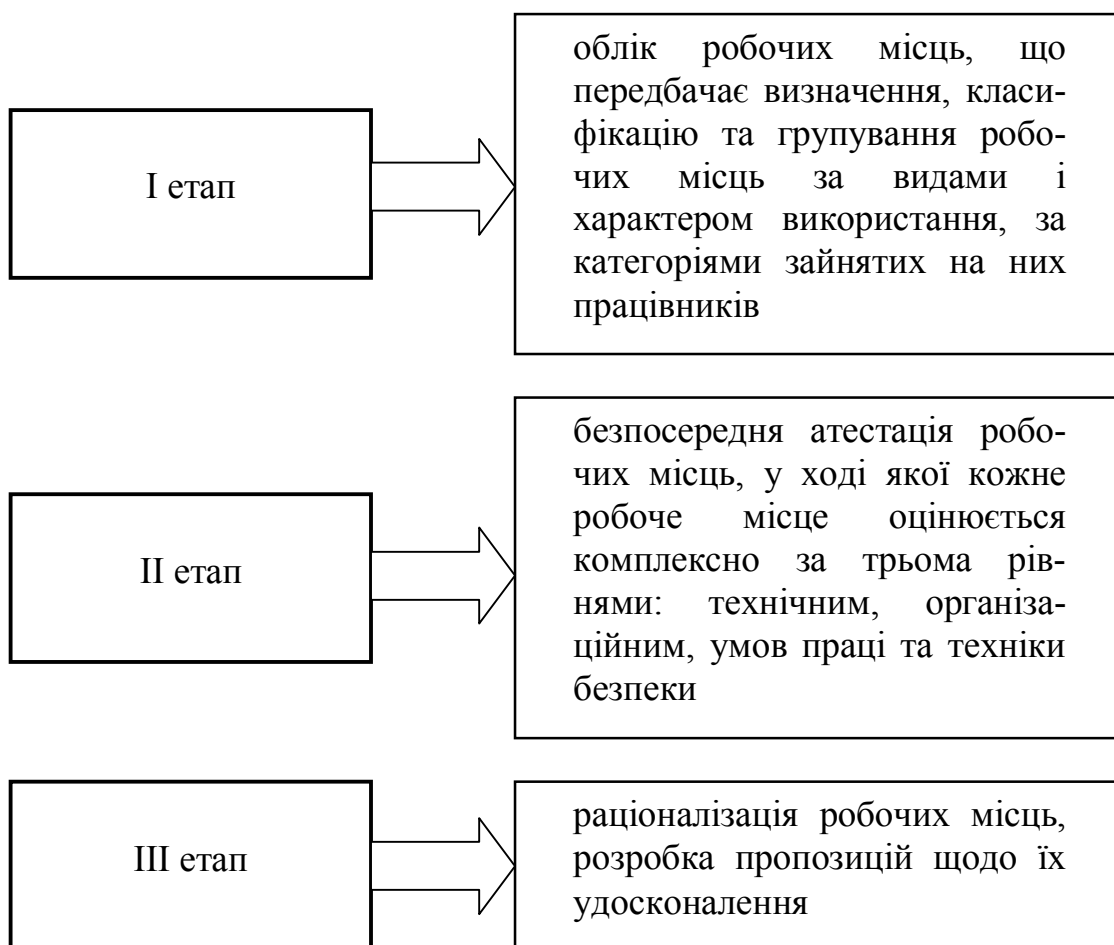 І етап
облік робочих місць, що
передбачає визначення, класи-
фікацію та групування робо-
чих місць за видами і
характером використання, за
категоріями зайнятих на них
працівників
ІІ етап
безпосередня атестація робо-
чих місць, у ході якої кожне
робоче місце оцінюється
комплексно за трьома рів-
нями: технічним, організа-
ційним, умов праці та техніки
безпеки
ІІІ етап
раціоналізація робочих місць,
розробка пропозицій щодо їх
удосконалення